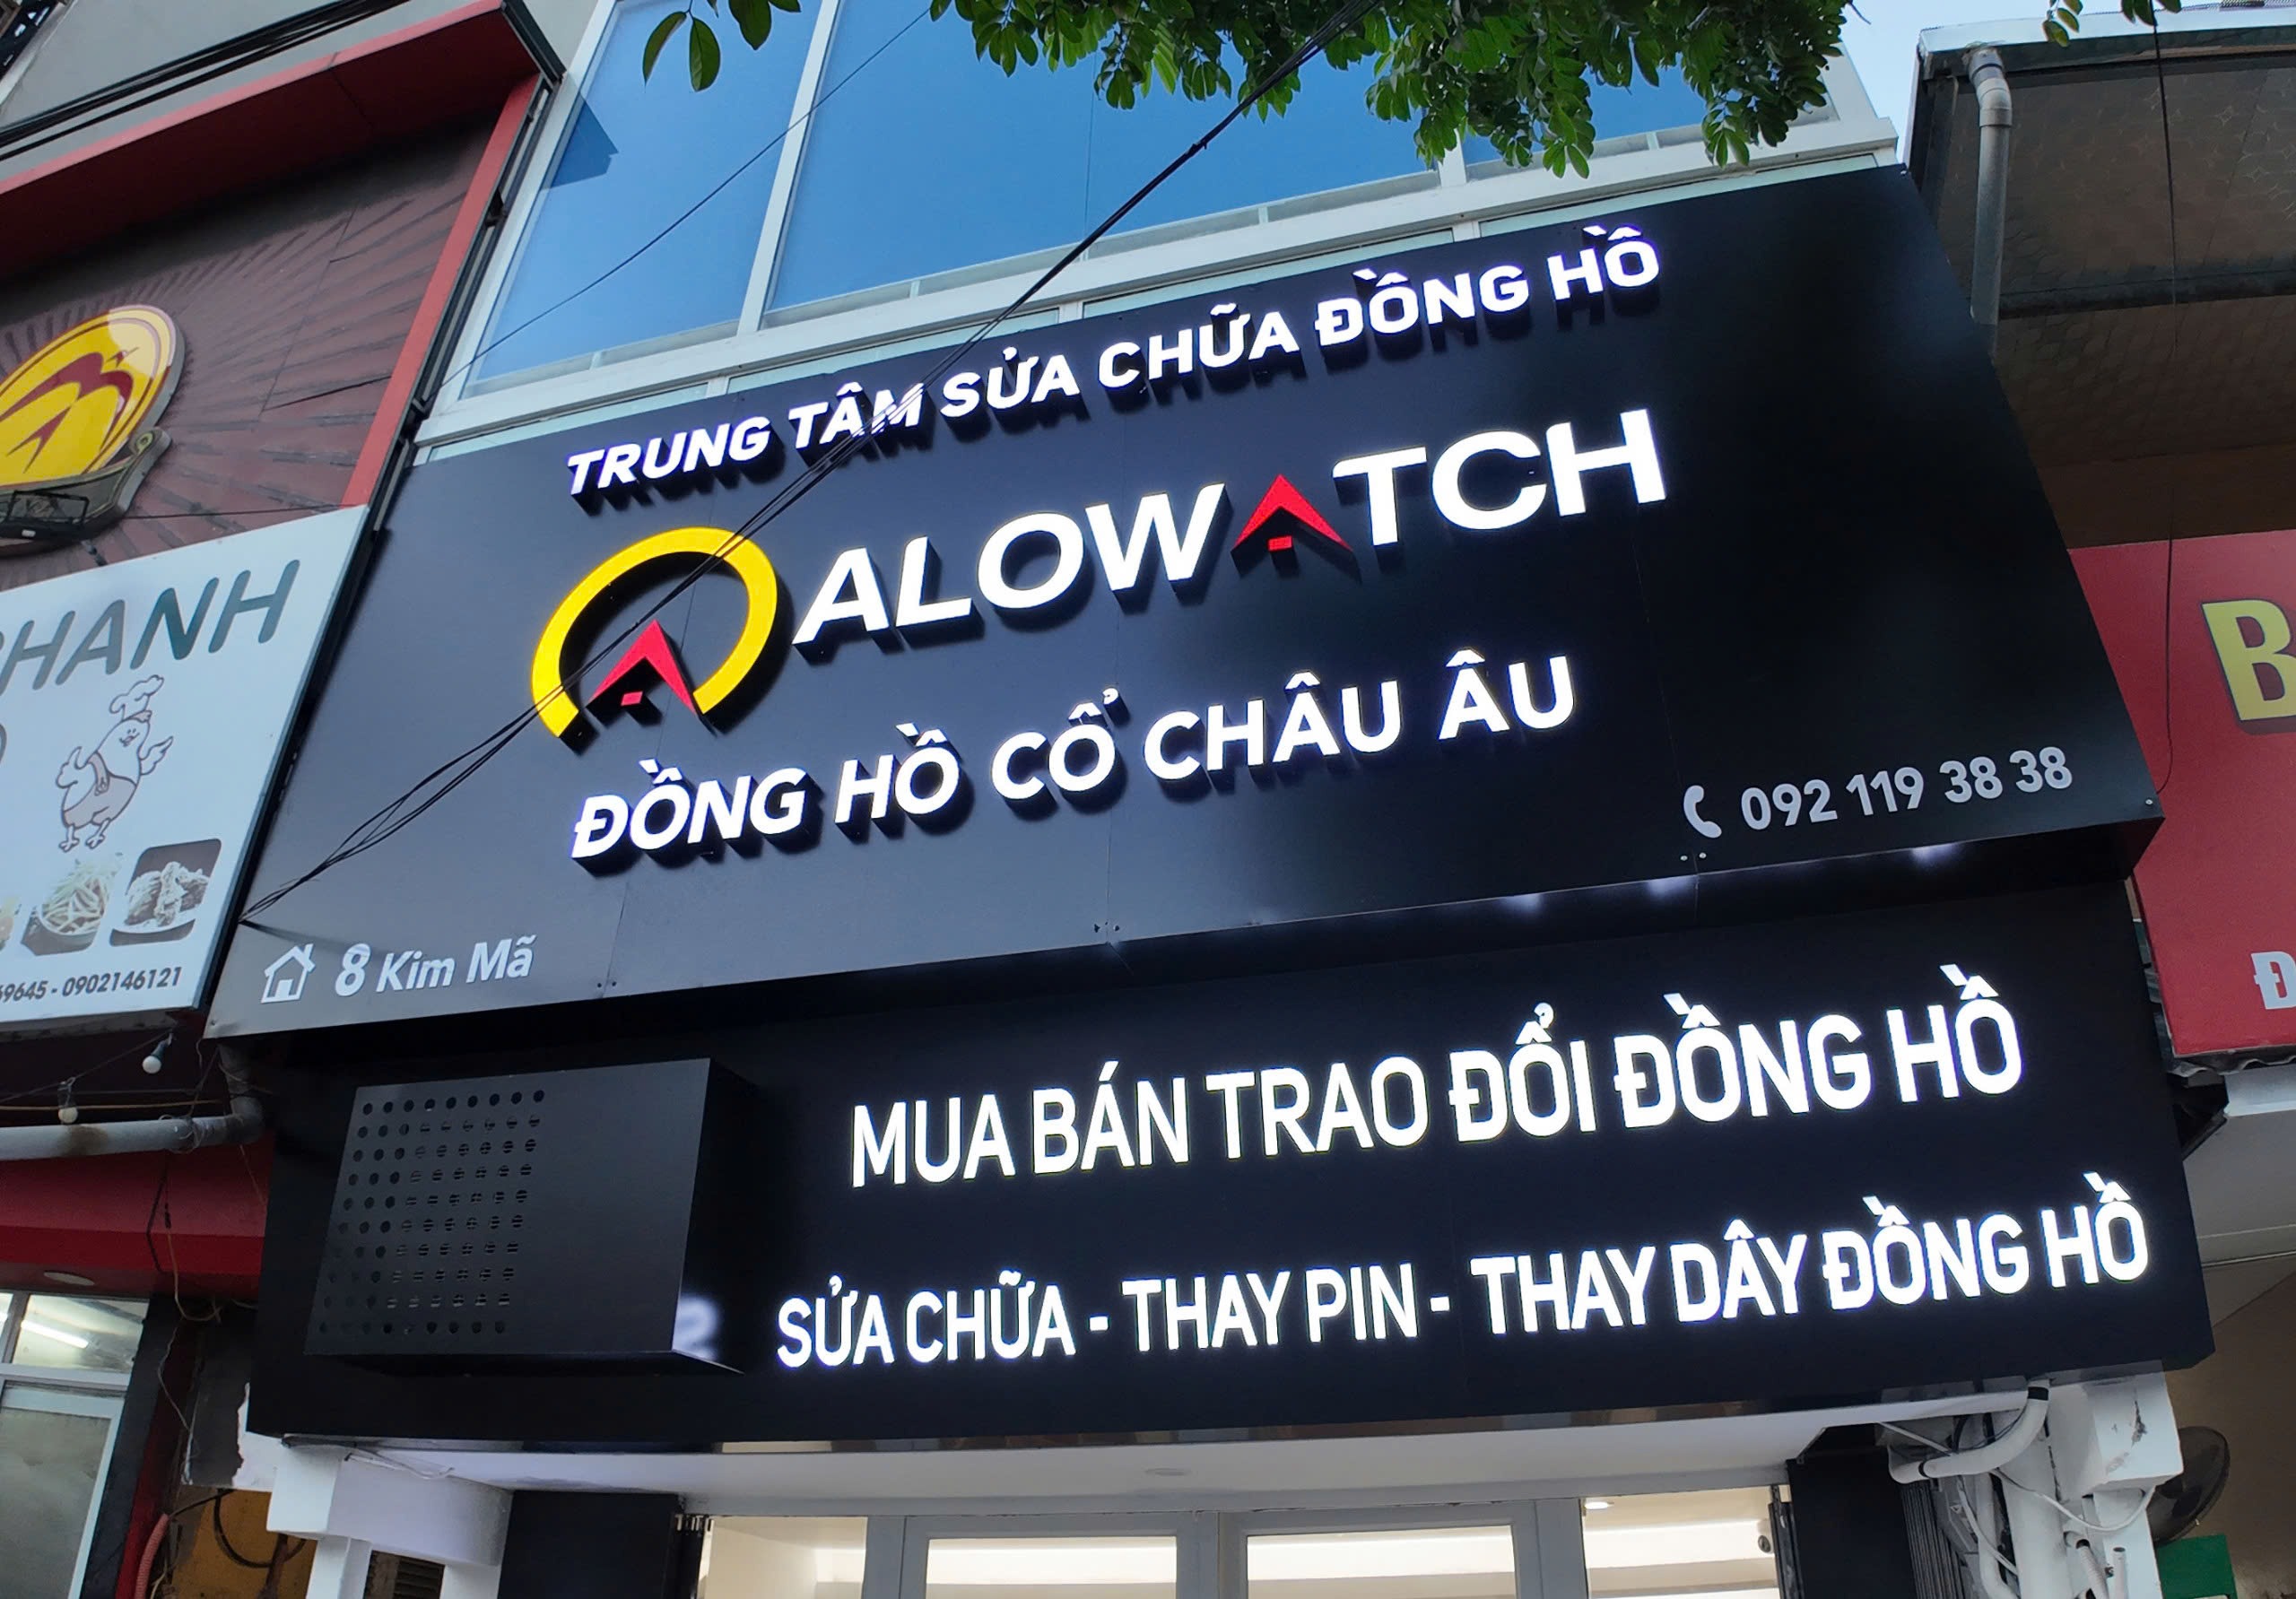 TRUNG TÂM SỬA CHỮA ĐỒNG HỒ
ALOWATCH
ĐỒNG HỒ CỔ CHÂU ÂU
092 119 38 38
8 Kim Mã
MUA BÁN TRAO ĐỔI ĐỒNG HỒ
SỬA CHỮA - THAY PIN - THAY DÂY ĐỒNG HỒ
HANH
69645 - 0902146121
B
Đ